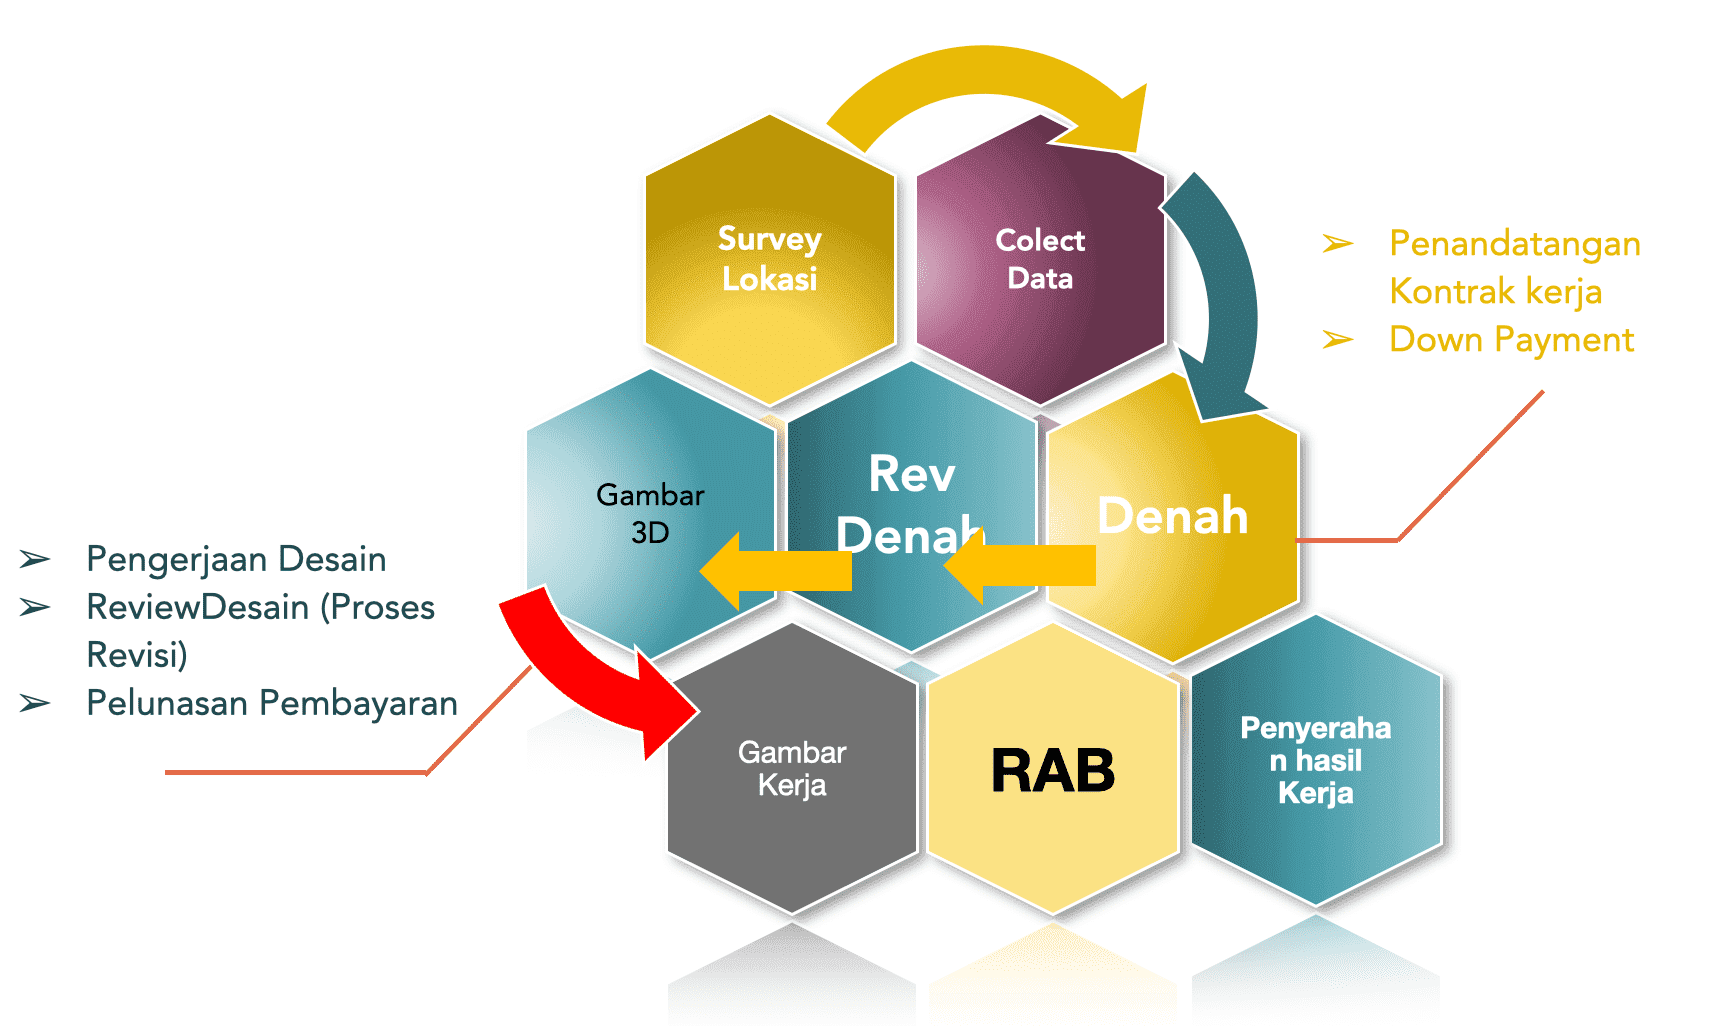 Survey
Lokasi
Colect
Data
➢ Penandatangan
Kontrak kerja
➢ Down Payment
Gambar
3D
Rev
Denah
Denah
➢ Pengerjaan Desain
➢ ReviewDesain (Proses
Revisi)
➢ Pelunasan Pembayaran
Gambar
Kerja
RAB
Penyeraha
n hasil
Kerja